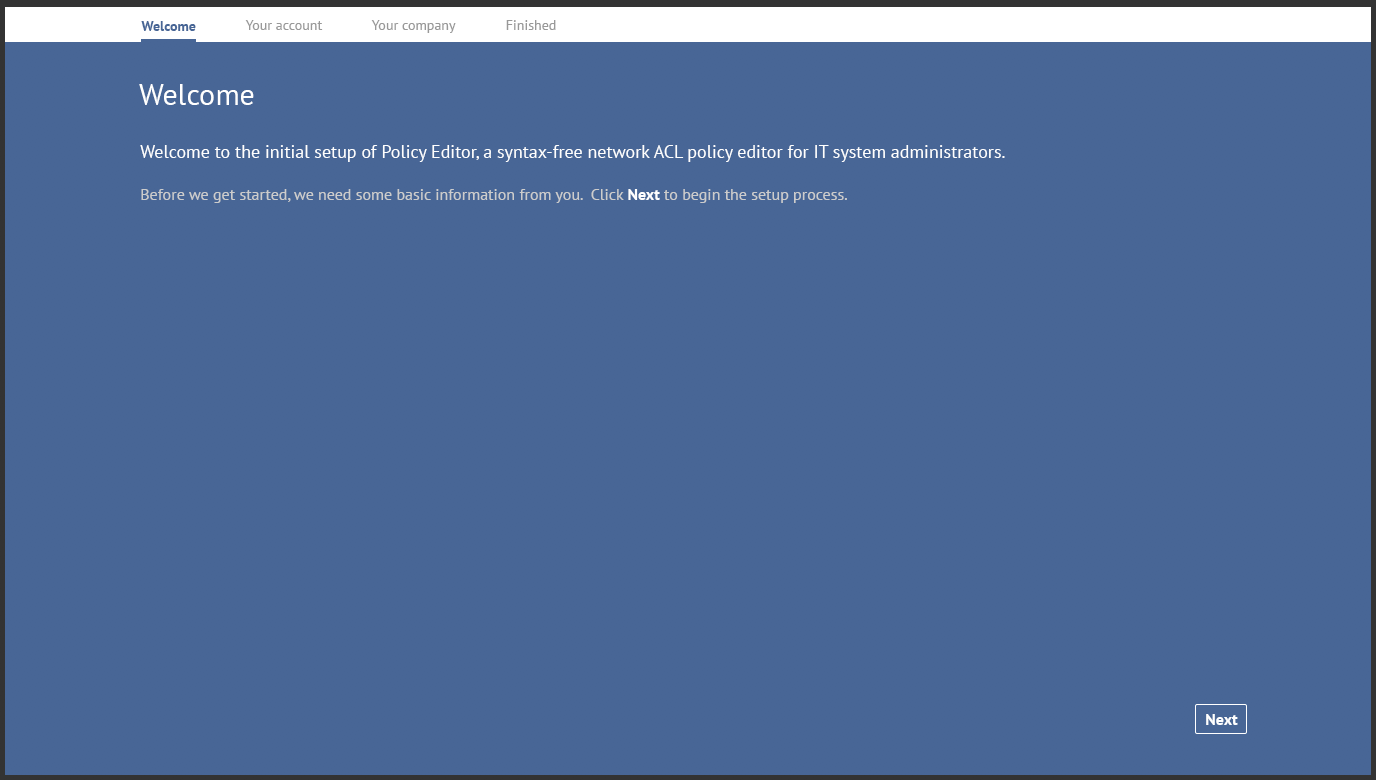 Welcome Your account Your company Finished
Welcome
Welcome to the initial setup of Policy Editor, a syntax-free network ACL policy editor for IT system administrators.
Before we get started, we need some basic information from you.  Click Next to begin the setup process.
Next